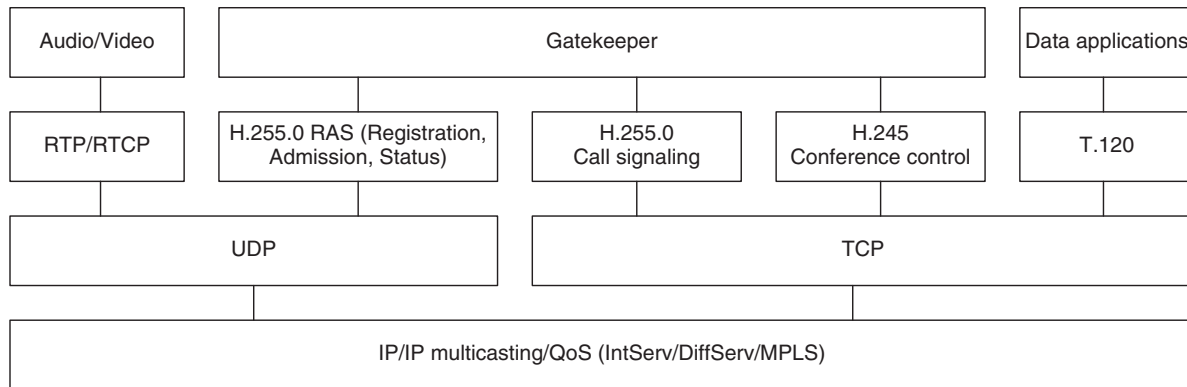 Audio/Video
Gatekeeper
Data applications
RTP/RTCP
H.255.0 RAS (Registration,
Admission, Status)
H.255.0
Call signaling
H.245
Conference control
T.120
UDP
TCP
IP/IP multicasting/QoS (IntServ/DiffServ/MPLS)